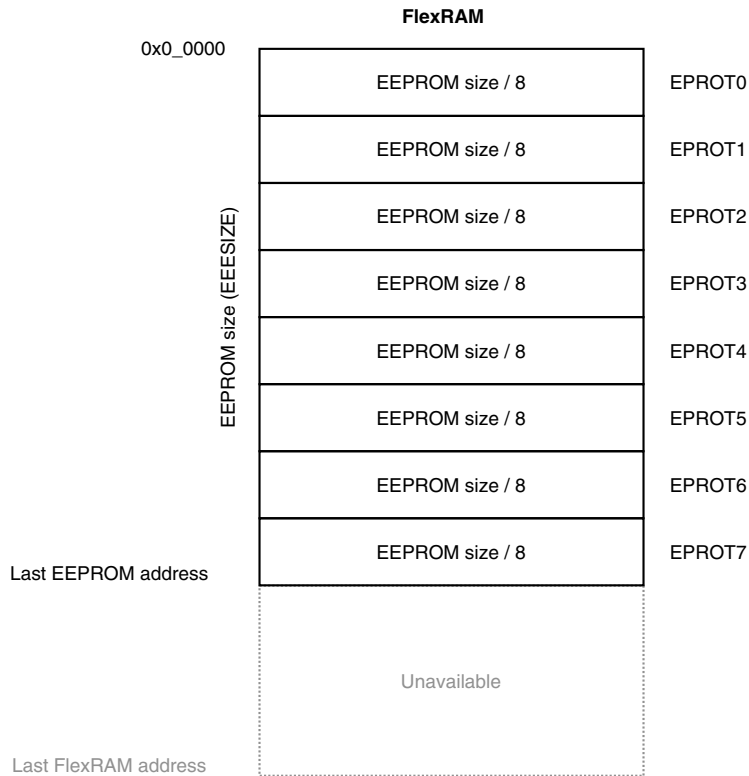 FlexRAM
0x0_0000
EEPROM size / 8 EPROT0
EEPROM size / 8 EPROT1
EEPROM size / 8 EPROT2
EEPROM size / 8 EPROT3
EEPROM size (EEESIZE)
EEPROM size / 8 EPROT4
EEPROM size / 8 EPROT5
EEPROM size / 8 EPROT6
EEPROM size / 8 EPROT7
Last EEPROM address
Unavailable
Last FlexRAM address